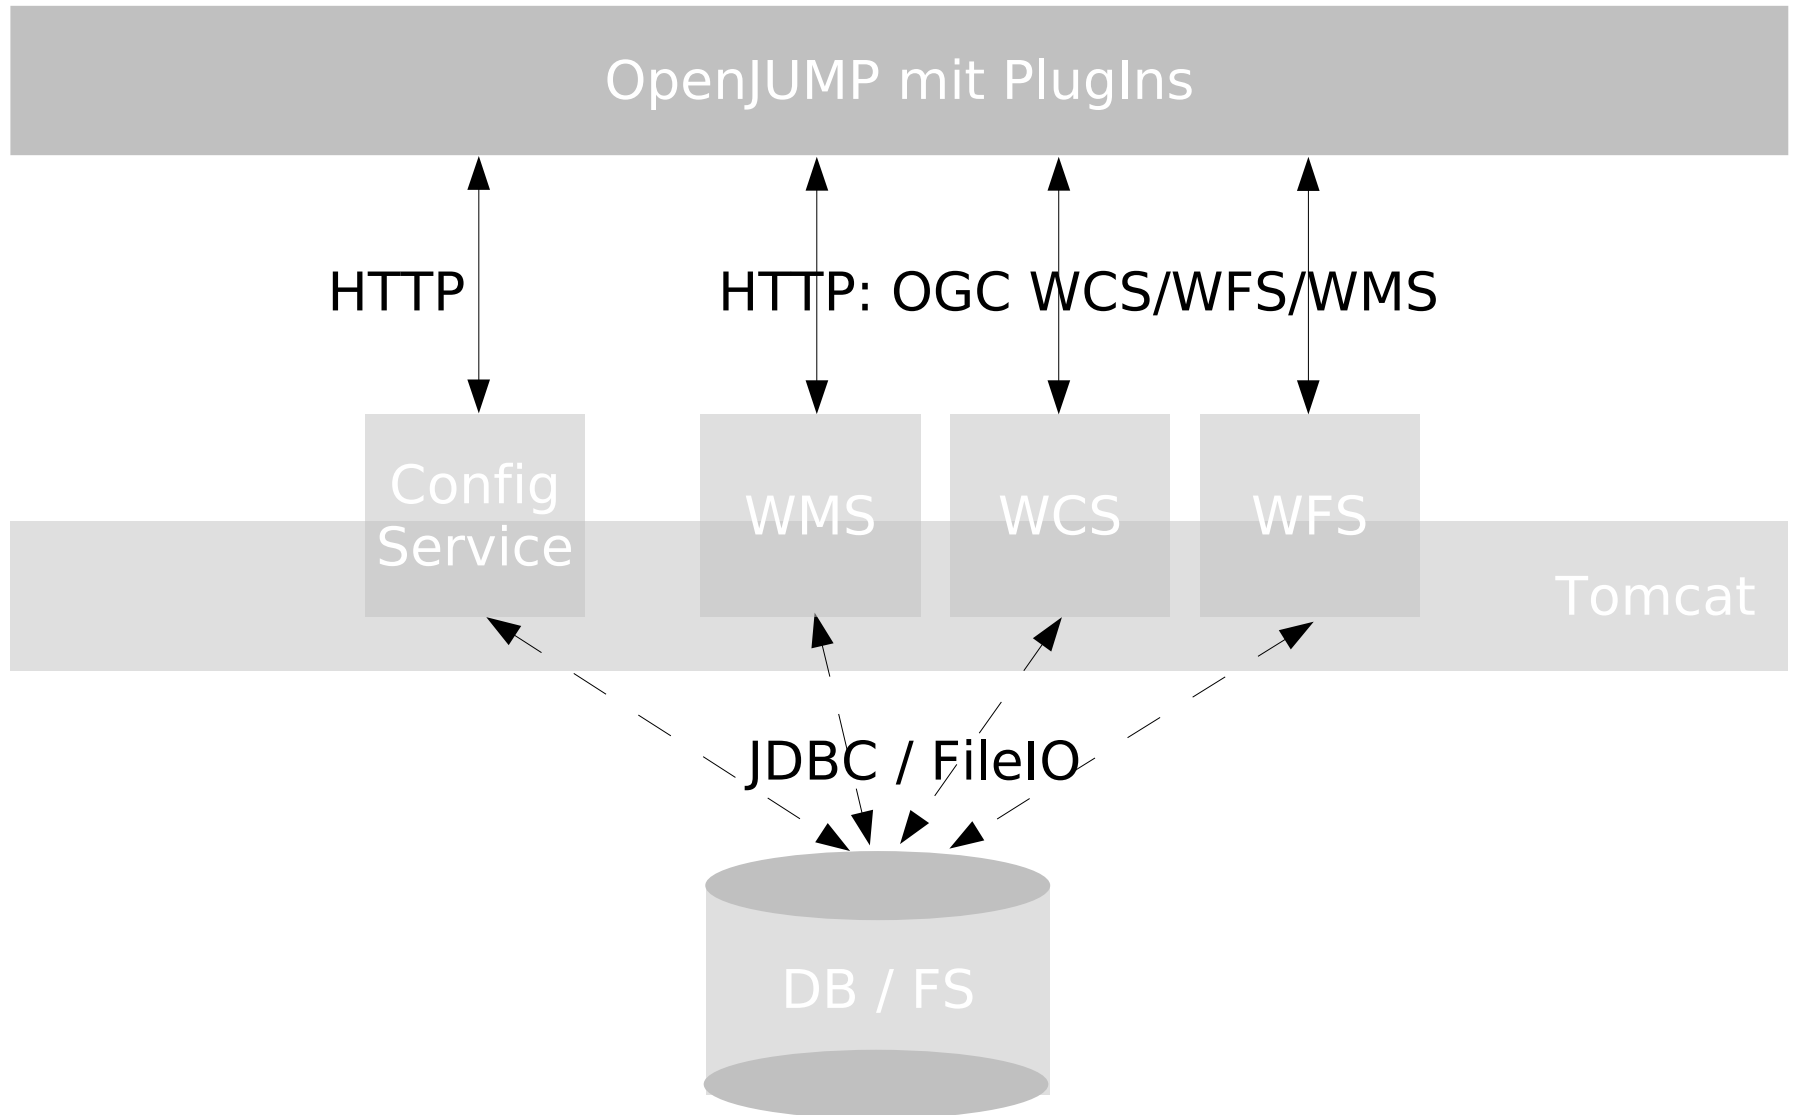 OpenJUMP mit PlugIns
HTTP
HTTP: OGC WCS/WFS/WMS
Config
Service
WMS
WCS
WFS
Tomcat
JDBC / FileIO
DB / FS